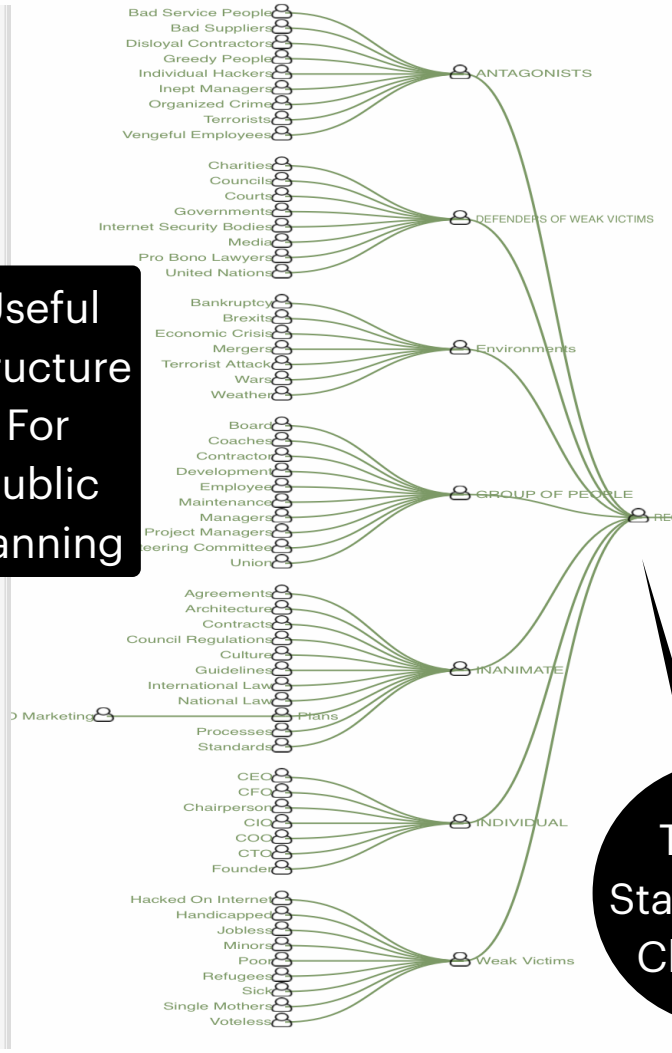 Bad Service People
Bad Suppliers
Disloyal Contractors
Greedy People
Individual Hackers
Inept Managers
Organized Crime
Terrorists
Vengeful Employees
ANTAGONISTS
Charities
Councils
Courts
Governments
Internet Security Bodies
Media
Pro Bono Lawyers
United Nations
DEFENDERS OF WEAK VICTIMS
Bankruptcy
Brexits
Economic Crisis
Mergers
Terrorist Attack
Wars
Weather
Environments
Board
Coaches
Contractor
Development
Employee
Maintenance
Managers
Project Managers
teering Committee
Union
GROUP OF PEOPLE
Useful
ructure
For
ublic
anning
Agreements
Architecture
Contracts
Council Regulations
Culture
Guidelines
International Law
National Law
Plans
O Marketing
Processes
Standards
INANIMATE
CEO
CFO
Chairperson
CIO
COO
CTO
Founder
INDIVIDUAL
Hacked On Internet
Handicapped
Jobless
Minors
Poor
Refugees
Sick
Single Mothers
Voteless
Weak Victims
Sta